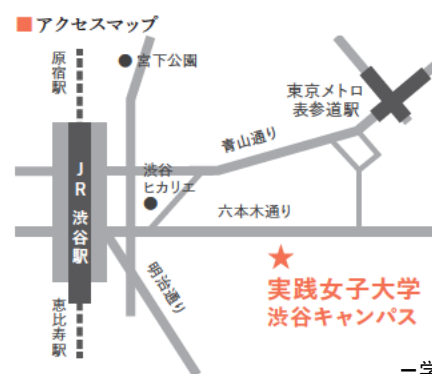 ■アクセスマップ
原宿駅
宮下公園
東京メトロ
表参道駅
青山通り
渋谷
ヒカリエ
JR 渋谷駅
六本木通り
明治通り
恵比寿駅
実践女子大学
渋谷キャンパス